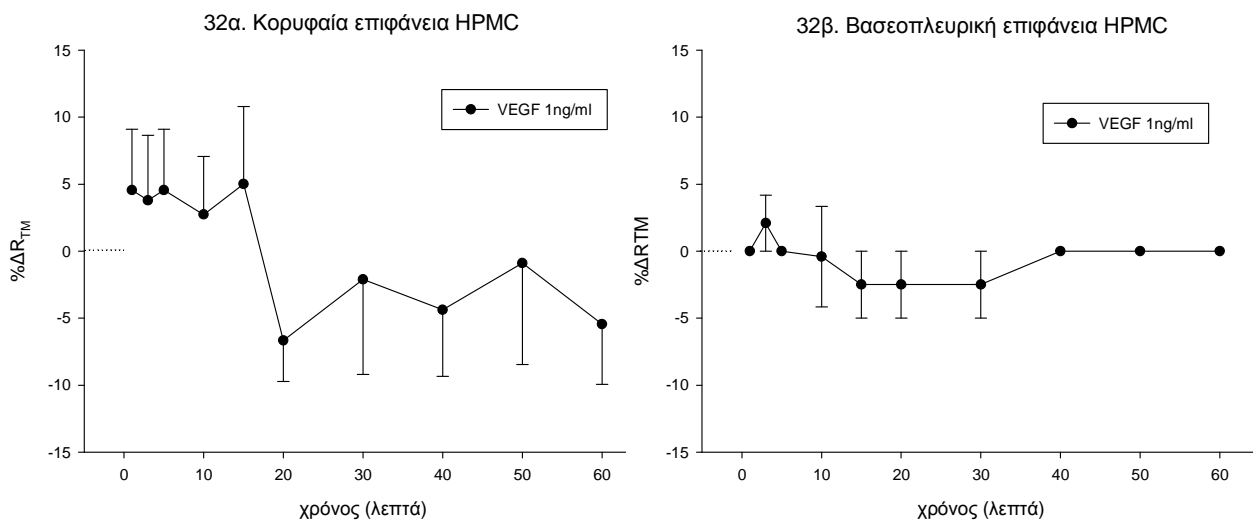 32α. Κορυφαία επιφάνεια HPMC
15
10
5
0
-5
-10
-15
%ΔR_TM
VEGF 1ng/ml
0 10 20 30 40 50 60
χρόνος (λεπτά)
32β. Βασεοπλευρική επιφάνεια HPMC
15
10
5
0
-5
-10
-15
%ΔRTM
VEGF 1ng/ml
0 10 20 30 40 50 60
χρόνος (λεπτά)